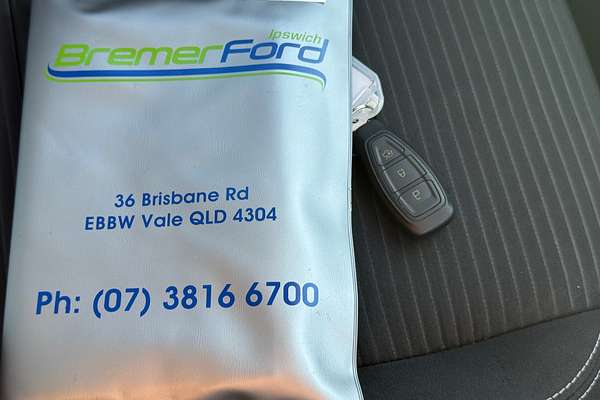 Ipswich
BremerFord
36 Brisbane Rd
EBBW Vale QLD 4304
Ph: (07) 3816 6700